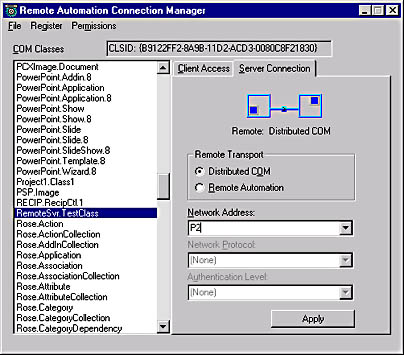 Remote Automation Connection Manager
File Register Permissions
COM Classes
CLSID: {B9122FF2-8A9B-11D2-ACD3-0080C8F21830}
PCXImage.Document
PowerPoint.Addin.8
PowerPoint.Application
PowerPoint.Application.8
PowerPoint.Show
PowerPoint.Show.8
PowerPoint.Slide
PowerPoint.Slide.8
PowerPoint.SlideShow.8
PowerPoint.Template.8
PowerPoint.Wizard.8
Project1.Class1
PSP.Image
RECIP.RecipCtl.1
RemoteSvr.TestClass
Rose.Action
Rose.ActionCollection
Rose.AddInCollection
Rose.Application
Rose.Association
Rose.AssociationCollection
Rose.Attribute
Rose.AttributeCollection
Rose.Category
Rose.CategoryCollection
Rose.CategoryDependency
Client Access Server Connection
Remote: Distributed COM
Remote Transport
Distributed COM
Remote Automation
Network Address:
P2
Network Protocol:
(None)
Authentication Level:
(None)
Apply